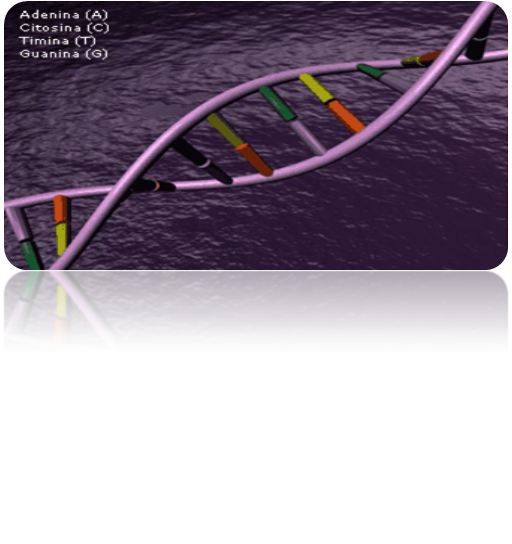 Adenina (A)
Citosina (C)
Timina (T)
Guanina (G)